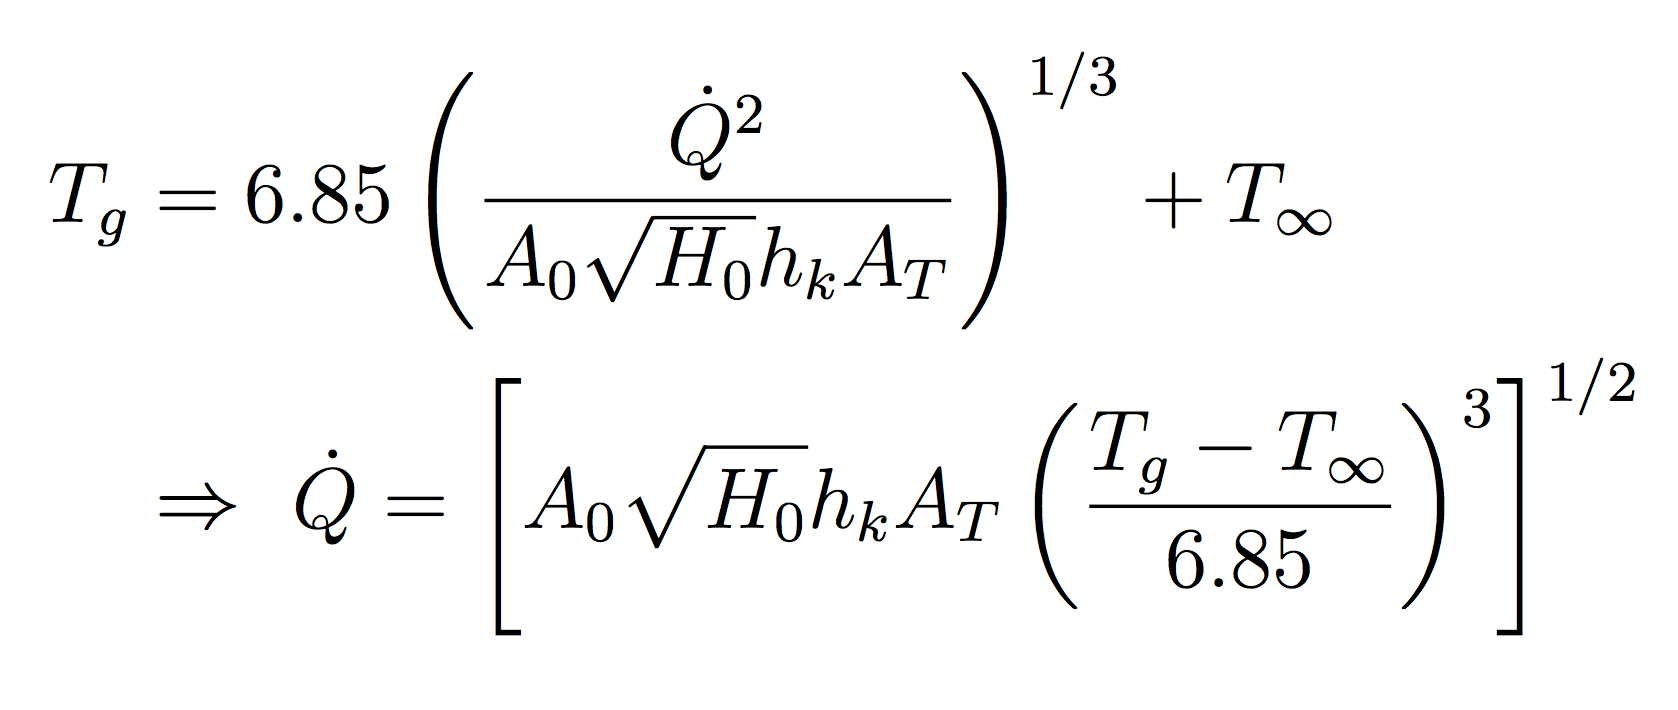 T_g = 6.85 \left( \frac{\dot{Q}^2}{A_0 \sqrt{H_0} h_k A_T} \right)^{1/3} + T_\infty
\Rightarrow \dot{Q} = \left[ A_0 \sqrt{H_0} h_k A_T \left( \frac{T_g - T_\infty}{6.85} \right)^3 \right]^{1/2}